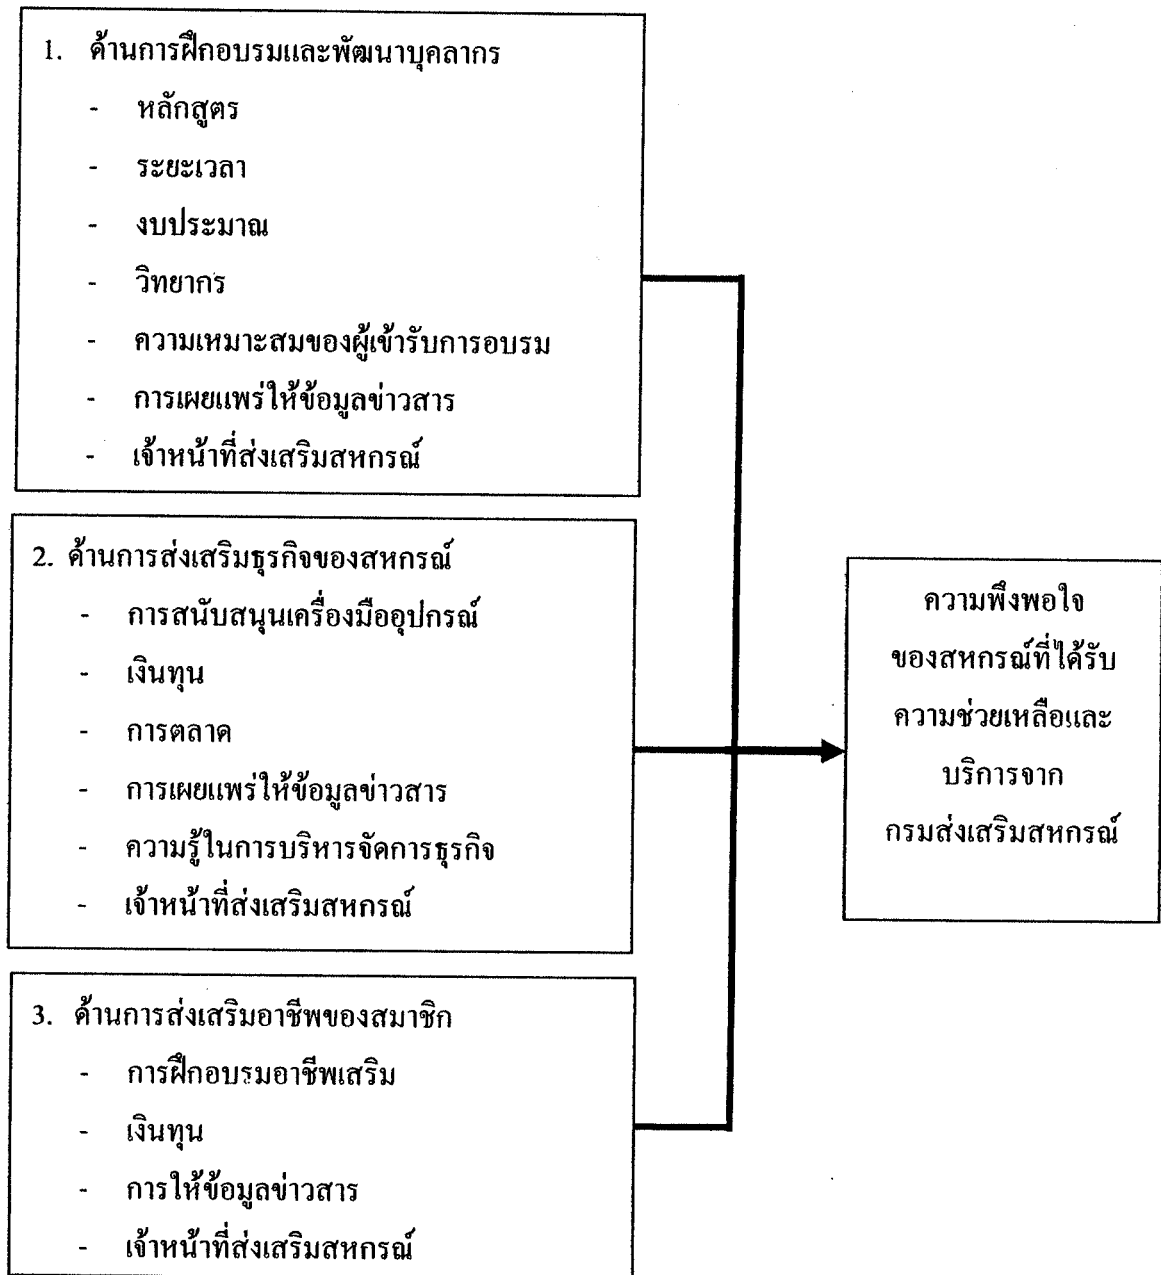 1. ด้านการฝึกอบรมและพัฒนาบุคลากร
- หลักสูตร
- ระยะเวลา
- งบประมาณ
- วิทยากร
- ความเหมาะสมของผู้เข้ารับการอบรม
- การเผยแพร่ให้ข้อมูลข่าวสาร
- เจ้าหน้าที่ส่งเสริมสหกรณ์
2. ด้านการส่งเสริมธุรกิจของสหกรณ์
- การสนับสนุนเครื่องมืออุปกรณ์
- เงินทุน
- การตลาด
- การเผยแพร่ให้ข้อมูลข่าวสาร
- ความรู้ในการบริหารจัดการธุรกิจ
- เจ้าหน้าที่ส่งเสริมสหกรณ์
3. ด้านการส่งเสริมอาชีพของสมาชิก
- การฝึกอบรมอาชีพเสริม
- เงินทุน
- การให้ข้อมูลข่าวสาร
- เจ้าหน้าที่ส่งเสริมสหกรณ์
ความพึงพอใจ
ของสหกรณ์ที่ได้รับ
ความช่วยเหลือและ
บริการจาก
กรมส่งเสริมสหกรณ์